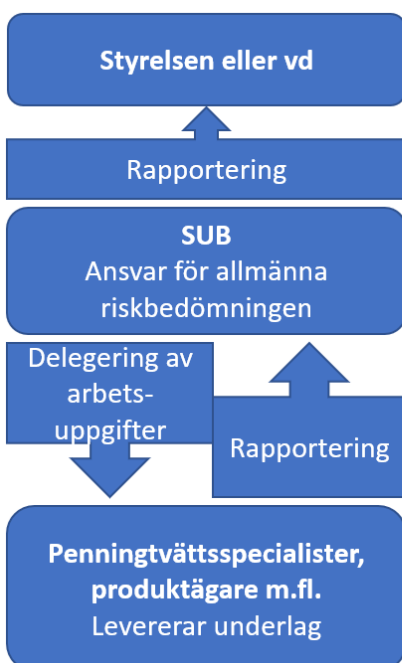 Styrelsen eller vd
Rapportering
SUB
Ansvar för allmänna
riskbedömningen
Delegering av
arbets-
uppgifter
Rapportering
Penningtvättsspecialister,
produktägare m.fl.
Levererar underlag